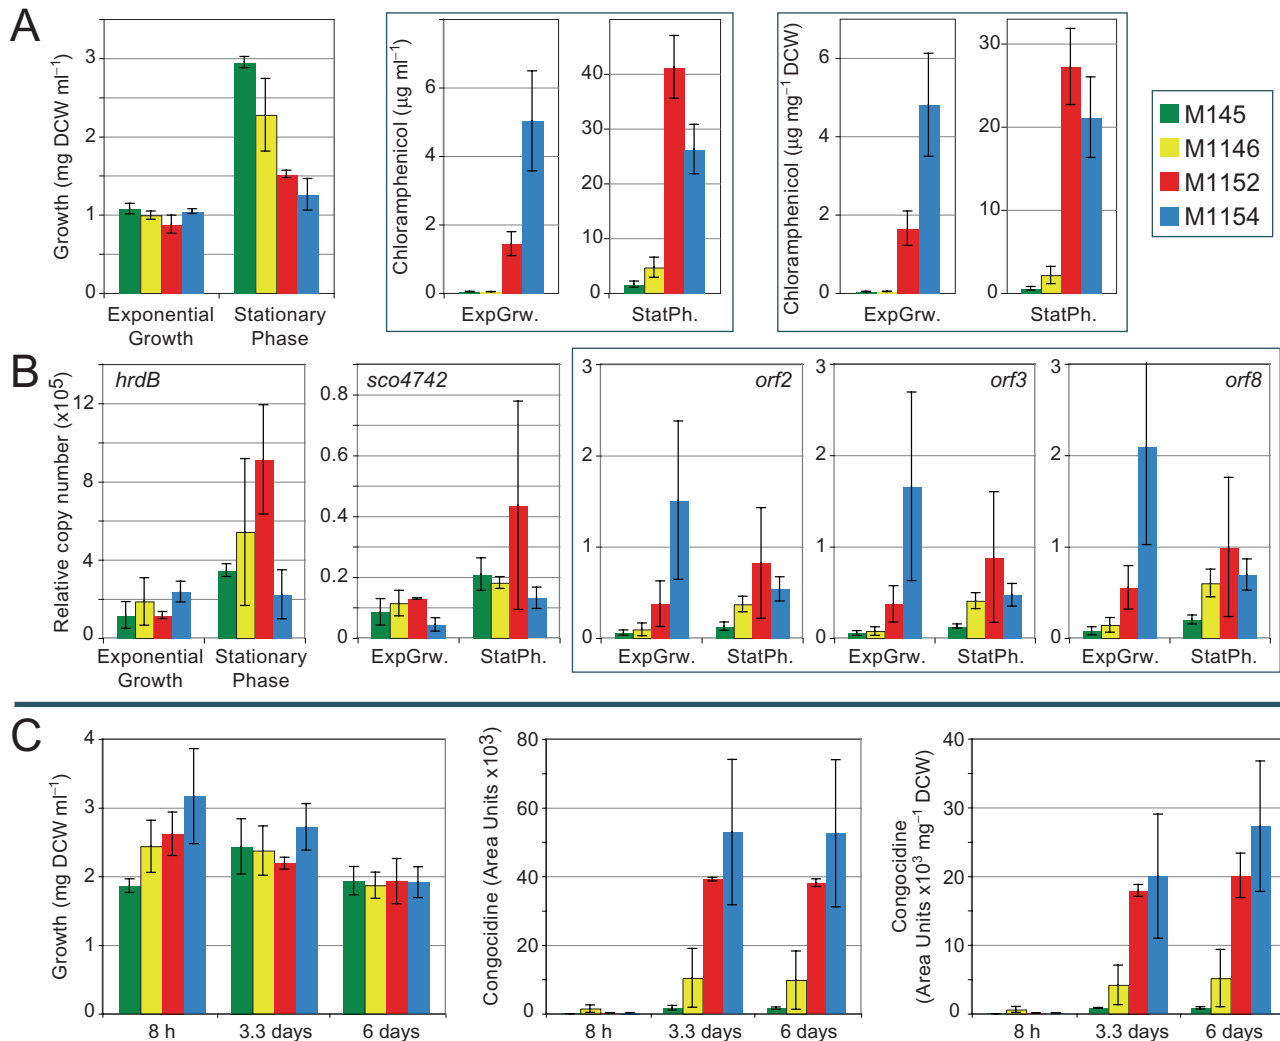 A
Growth (mg DCW ml⁻¹)
3
2
1
0
Exponential Growth
Stationary Phase
Chloramphenicol (µg ml⁻¹)
6
4
2
0
ExpGrw.
40
30
20
10
0
StatPh.
Chloramphenicol (µg mg⁻¹ DCW)
6
4
2
0
ExpGrw.
30
20
10
0
StatPh.
M145
M1146
M1152
M1154
B
Relative copy number (x10⁵)
hrdB
12
8
4
0
Exponential Growth
Stationary Phase
sco4742
0.8
0.6
0.4
0.2
0
ExpGrw.
StatPh.
orf2
3
2
1
0
ExpGrw.
StatPh.
orf3
3
2
1
0
ExpGrw.
StatPh.
orf8
3
2
1
0
ExpGrw.
StatPh.
C
Growth (mg DCW ml⁻¹)
4
3
2
1
0
8 h
3.3 days
6 days
Congocidine (Area Units x10³)
80
60
40
20
0
8 h
3.3 days
6 days
Congocidine
(Area Units x10³ mg⁻¹ DCW)
40
30
20
10
0
8 h
3.3 days
6 days